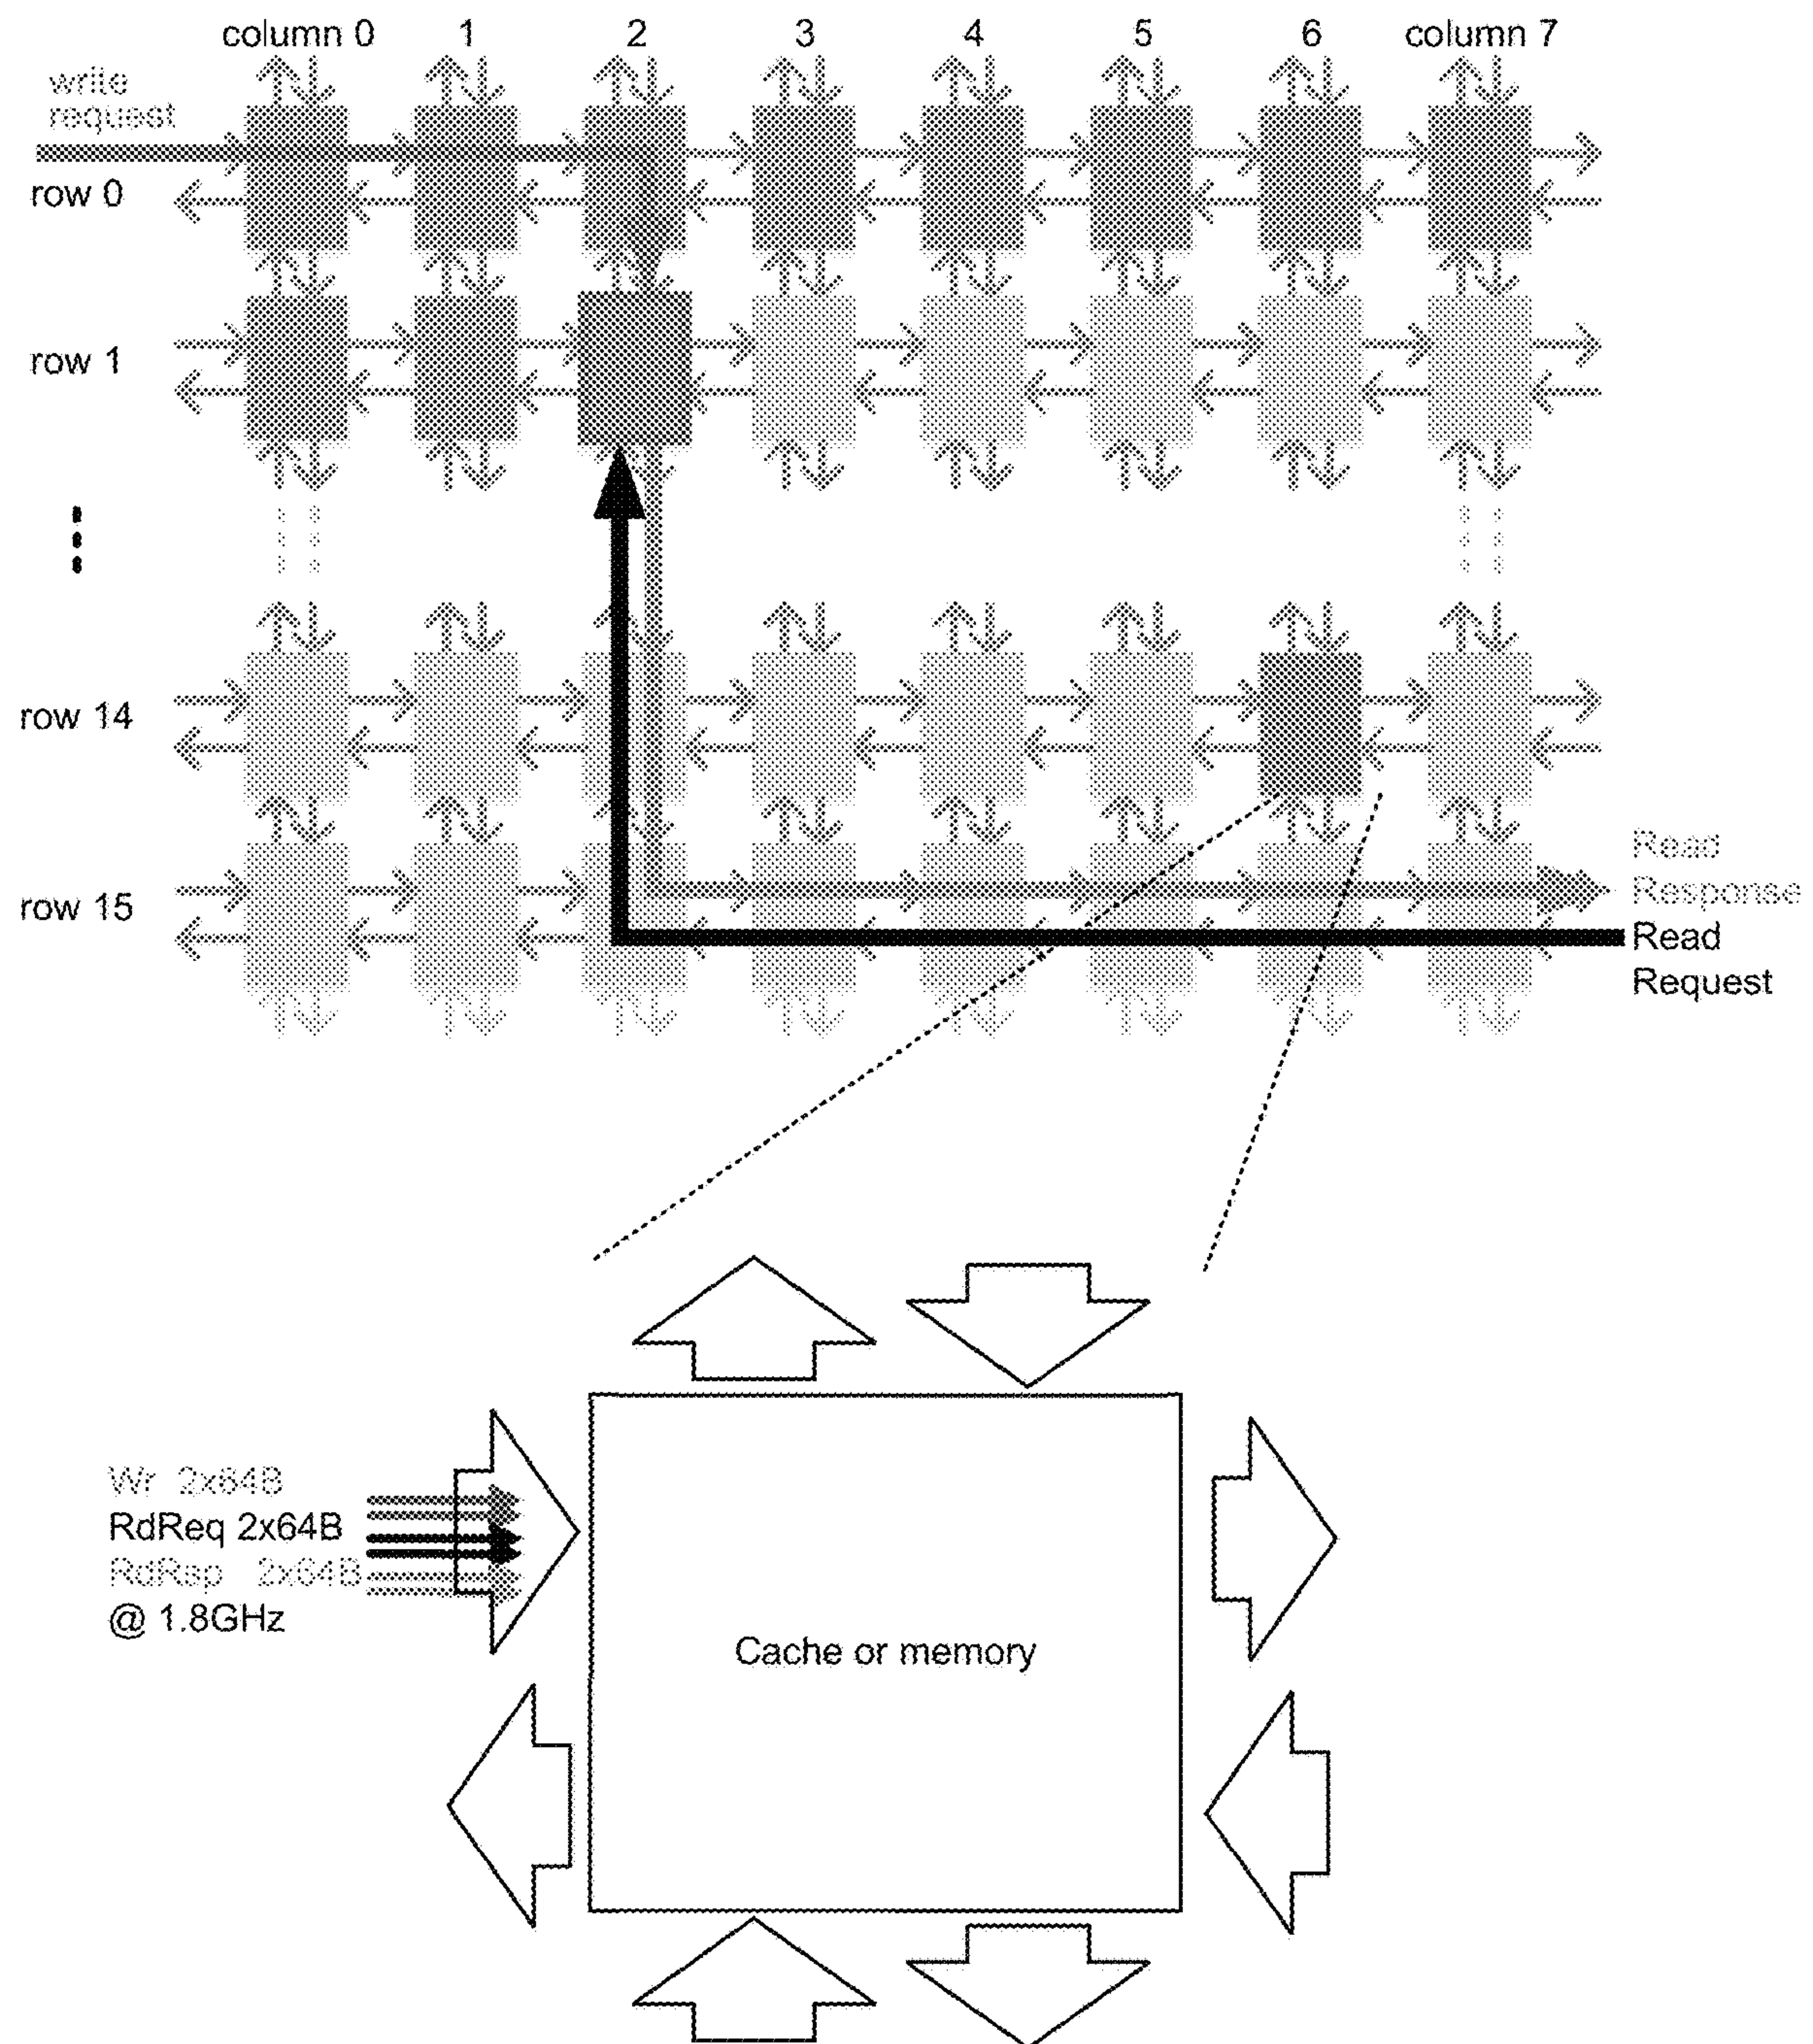 column 0 1 2 3 4 5 6 column 7
write
request
row 0
row 1
row 14
row 15
Read
Response
Read
Request
Wr 2x64B
RdReq 2x64B
RdRsp 2x64B
@ 1.8GHz
Cache or memory